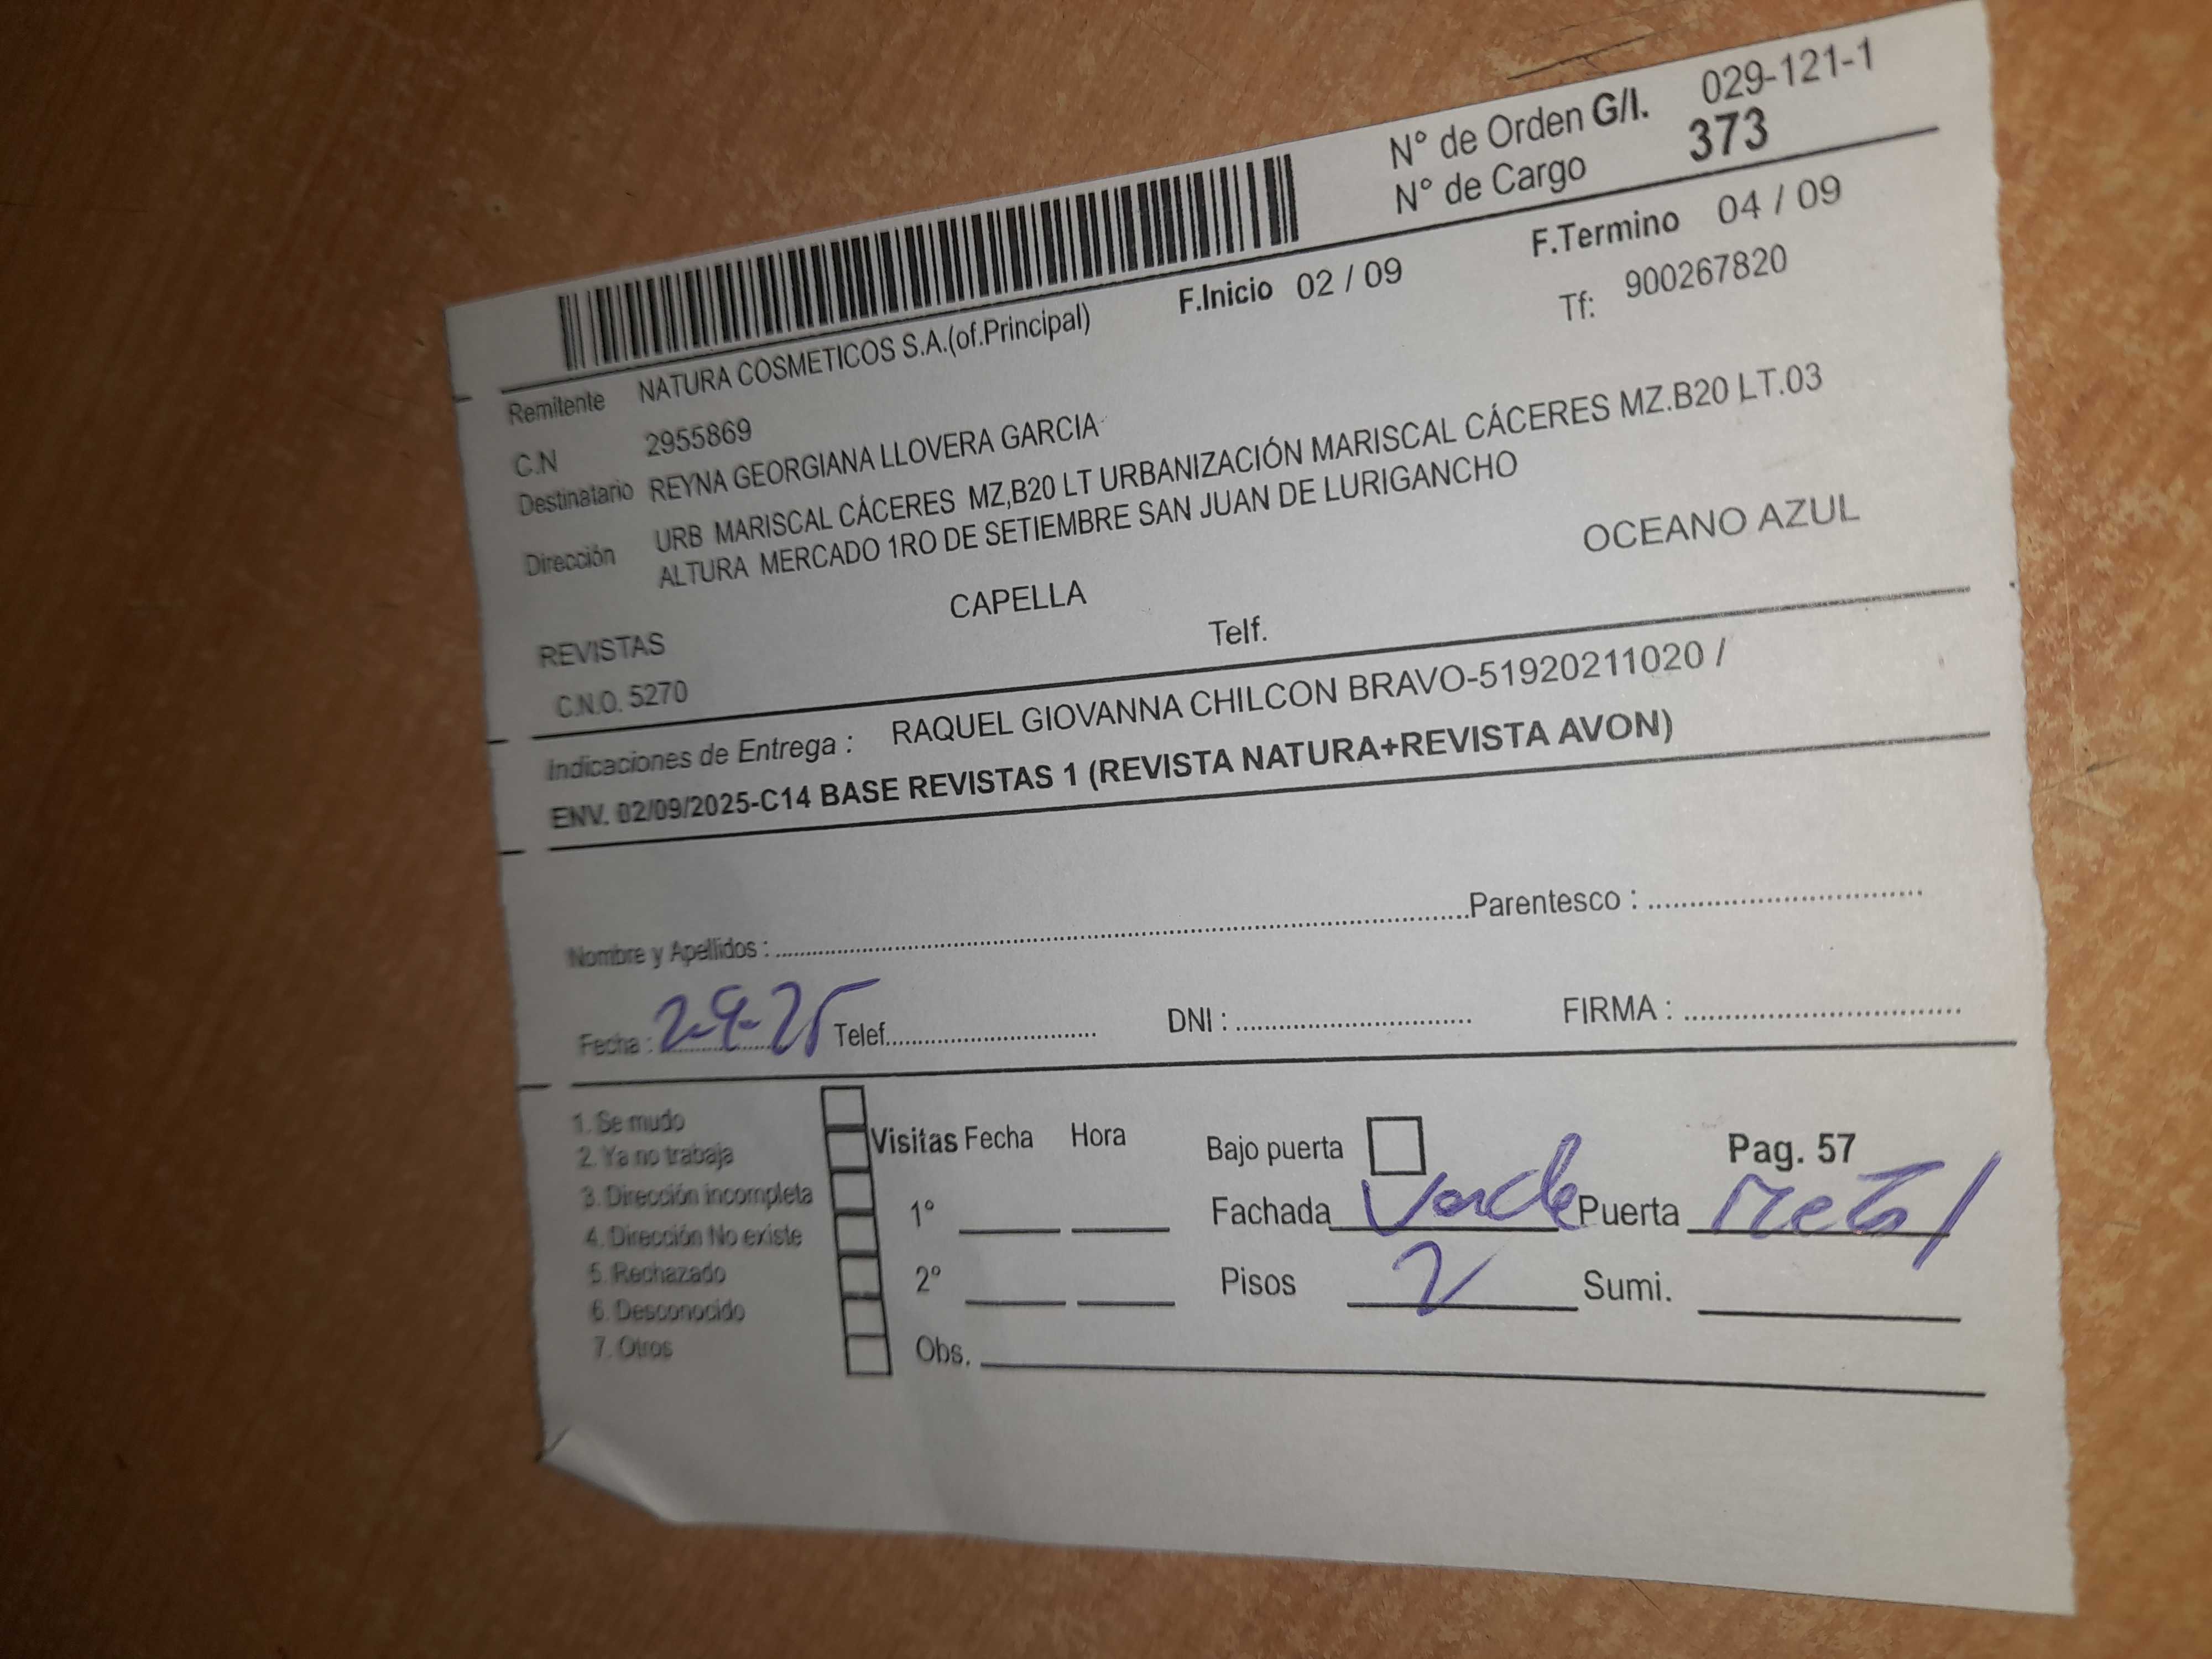 N° de Orden G/I. 029-121-1
N° de Cargo 373
F.Inicio 02 / 09 F.Termino 04 / 09
Remitente NATURA COSMETICOS S.A.(of.Principal) Tf: 900267820
C.N 2955869
Destinatario REYNA GEORGIANA LLOVERA GARCIA
Dirección URB MARISCAL CÁCERES MZ,B20 LT URBANIZACIÓN MARISCAL CÁCERES MZ.B20 LT.03
ALTURA MERCADO 1RO DE SETIEMBRE SAN JUAN DE LURIGANCHO
REVISTAS CAPELLA OCEANO AZUL
C.N.O. 5270 Telf.
Indicaciones de Entrega : RAQUEL GIOVANNA CHILCON BRAVO-51920211020 /
ENV. 02/09/2025-C14 BASE REVISTAS 1 (REVISTA NATURA+REVISTA AVON)
Nombre y Apellidos : Parentesco :
Fecha : 2-9-25 Telef. DNI : FIRMA :
1. Se mudo
2. Ya no trabaja
3. Dirección incompleta
4. Dirección No existe
5. Rechazado
6. Desconocido
7. Otros
Visitas Fecha Hora
1°
2°
Obs.
Bajo puerta Pag. 57
Fachada Verde Puerta Metal
Pisos 2 Sumi.